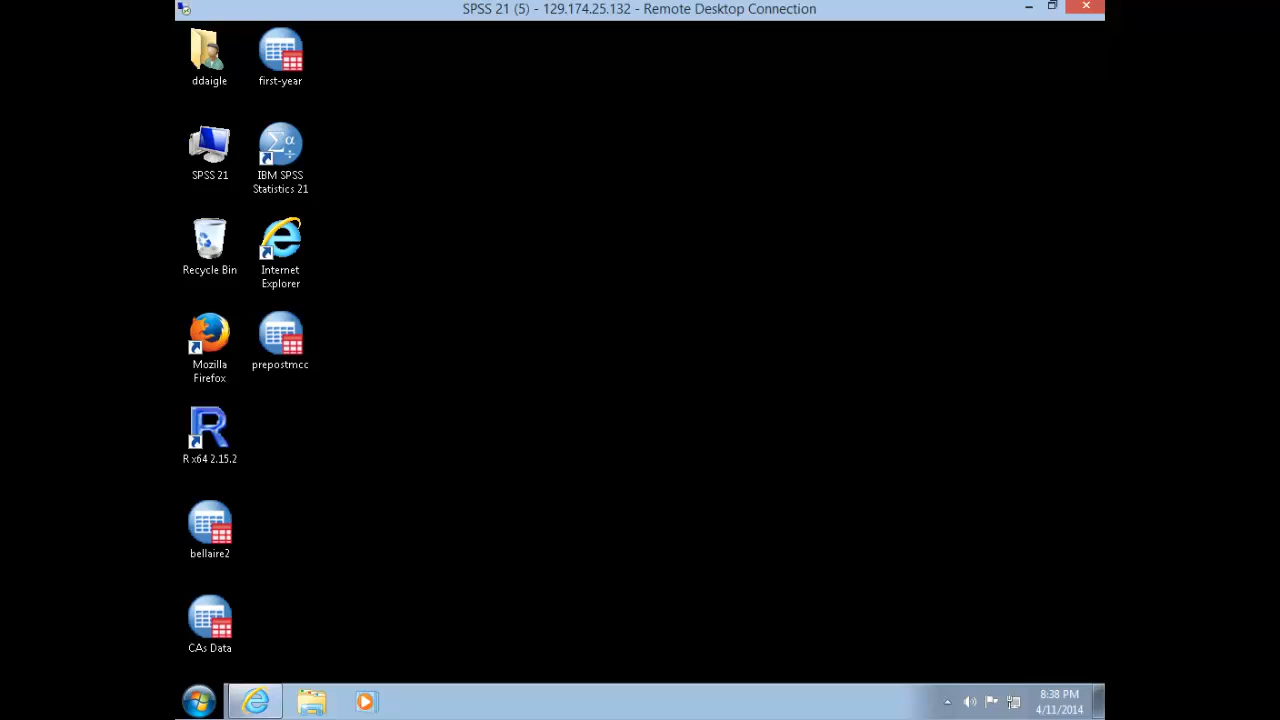 SPSS 21 (5) - 129.174.25.132 - Remote Desktop Connection
ddaigle
first-year
SPSS 21
IBM SPSS
Statistics 21
Recycle Bin
Internet
Explorer
Mozilla
Firefox
prepostmcc
R x64 2.15.2
bellaire2
CAs Data
8:38 PM
4/11/2014